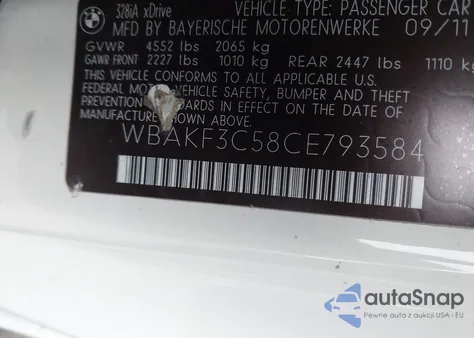 BMW
328iA xDrive
VEHICLE TYPE: PASSENGER CAR
MFD BY BAYERISCHE MOTORENWERKE 09/11
GVWR 4552 lbs 2065 kg
GAWR FRONT 2227 lbs 1010 kg REAR 2447 lbs 1110 kg
THIS VEHICLE CONFORMS TO ALL APPLICABLE
FEDERAL MOTOR VEHICLE SAFETY, BUMPER AND THEFT
PREVENTION STANDARDS IN EFFECT ON THE DATE OF
MANUFACTURE SHOWN ABOVE.
WBAKF3C58CE793584
autoSnap
Pewne auto z aukcji USA i EU